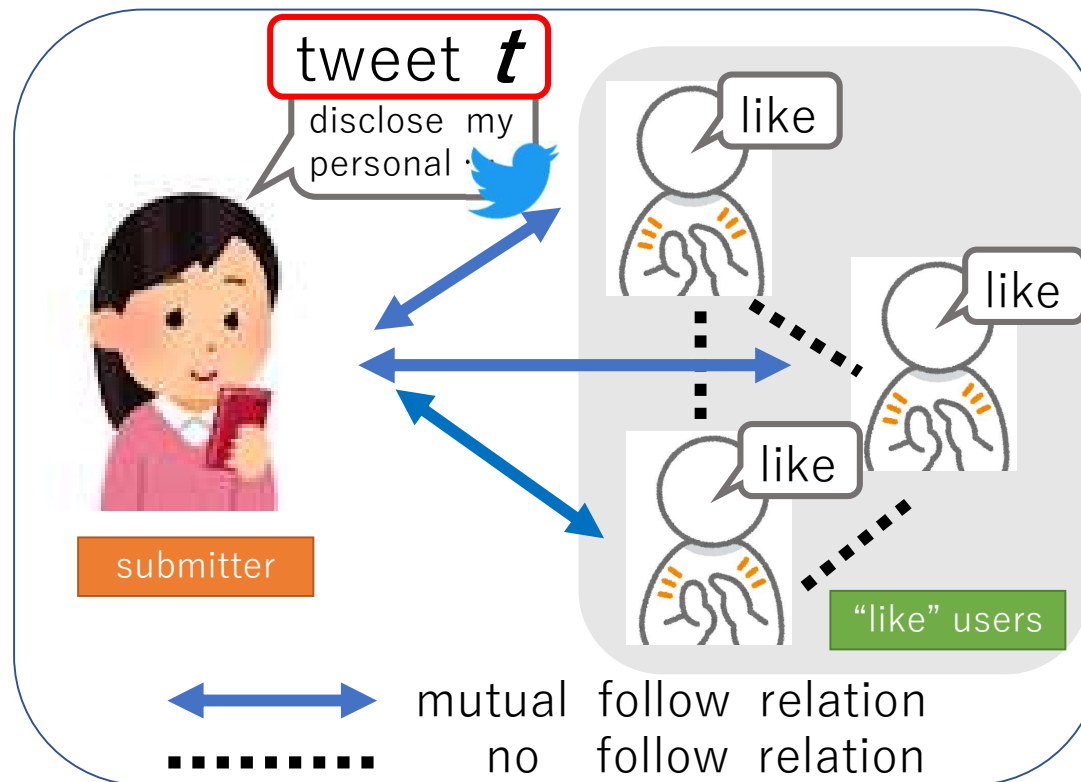 tweet t
disclose my
personal ･･
like
like
like
submitter
“like” users
mutual follow relation
no follow relation